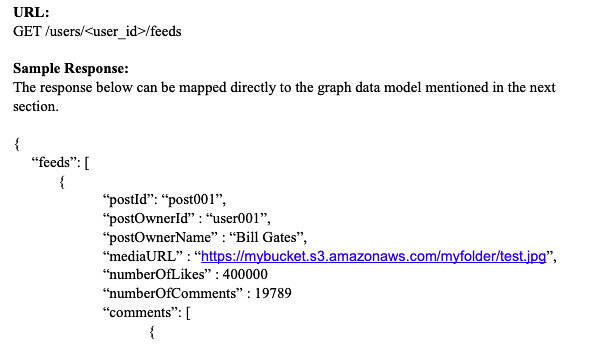 URL:
GET /users/<user_id>/feeds
Sample Response:
The response below can be mapped directly to the graph data model mentioned in the next
section.
{
“feeds”: [
{
“postId”: “post001”,
“postOwnerId” : “user001”,
“postOwnerName” : “Bill Gates”,
“mediaURL” : “https://mybucket.s3.amazonaws.com/myfolder/test.jpg”,
“numberOfLikes” : 400000
“numberOfComments” : 19789
“comments”: [
{